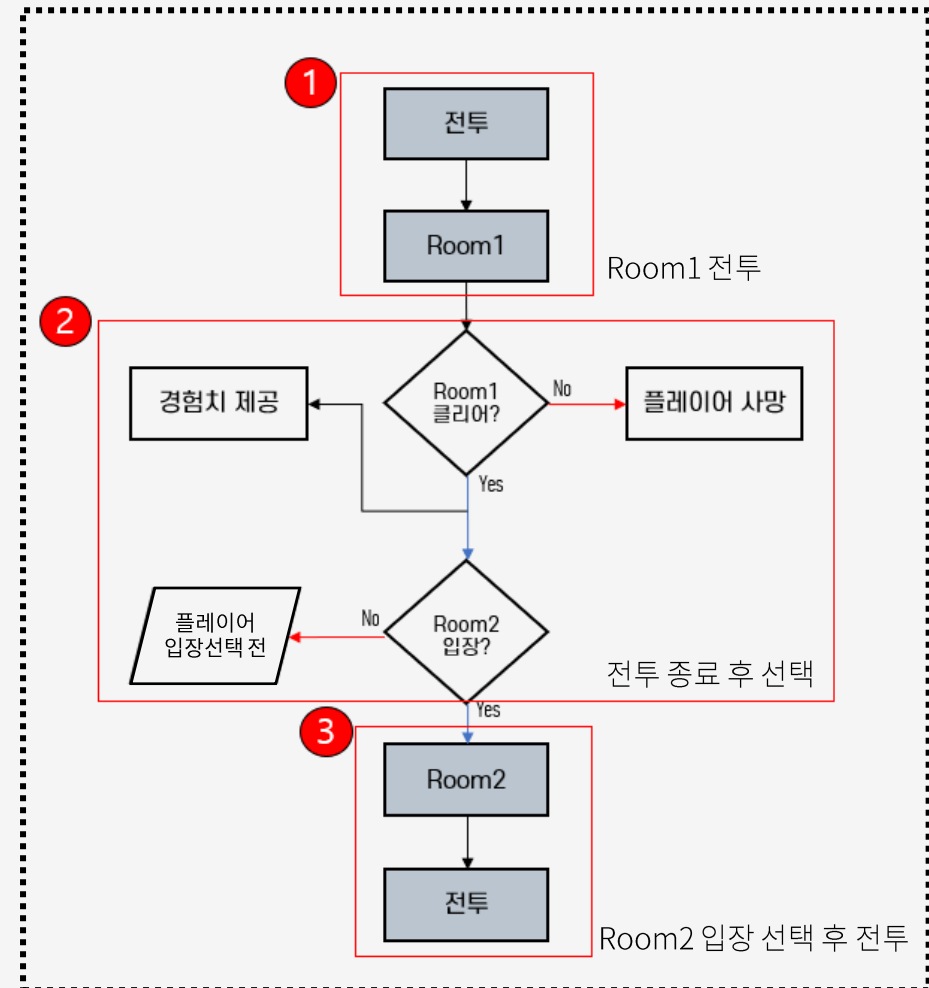 1
전투
Room1
Room1 전투
2
경험치 제공
Room1
클리어?
No
플레이어 사망
Yes
플레이어
입장선택 전
No
Room2
입장?
전투 종료 후 선택
Yes
3
Room2
전투
Room2 입장 선택 후 전투